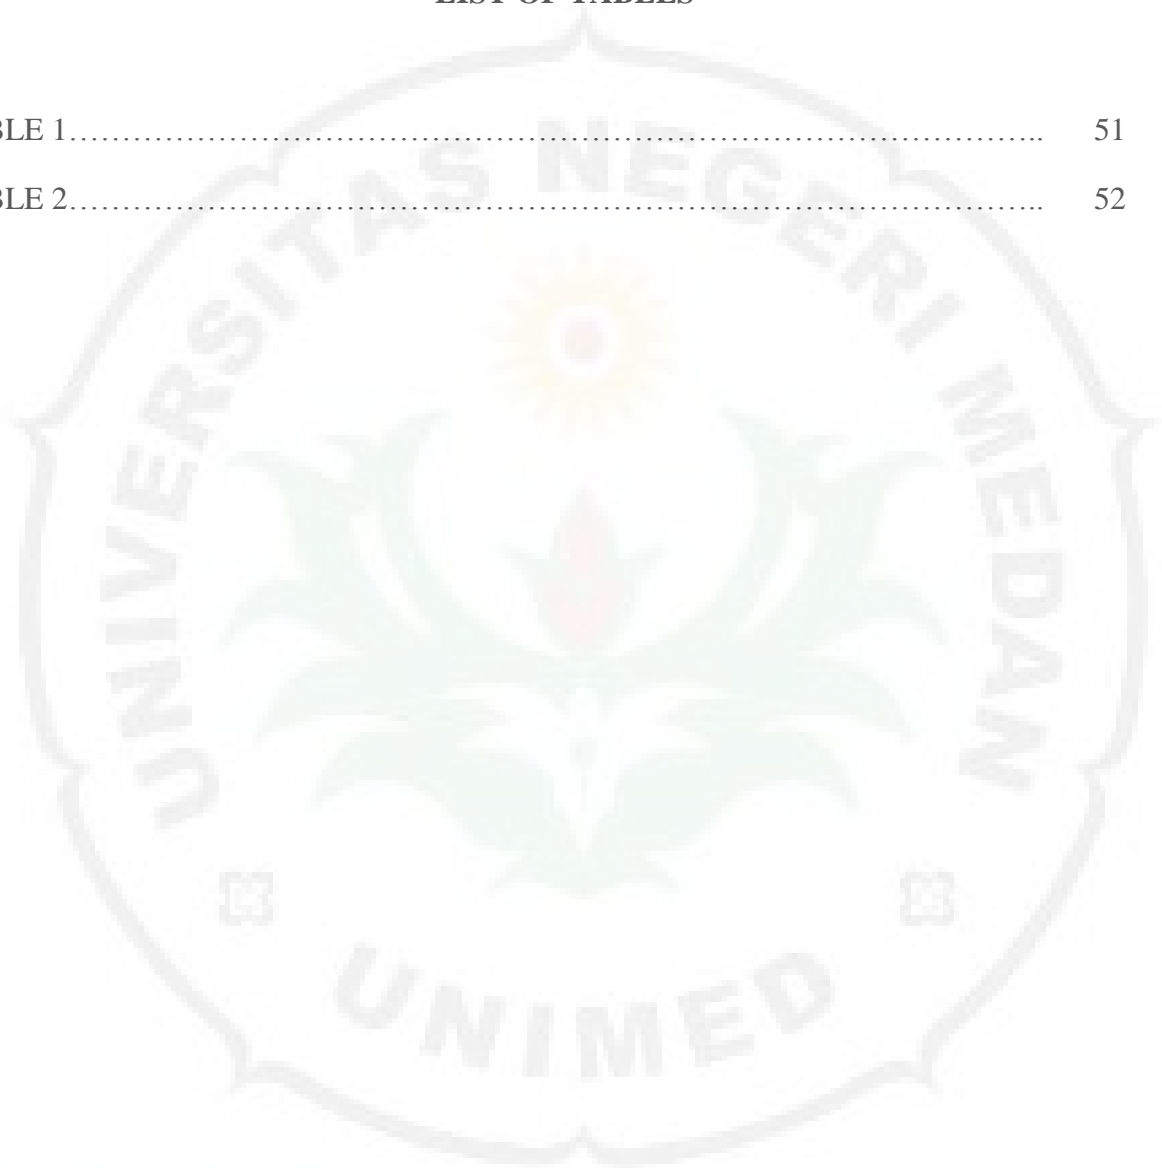 LIST OF TABLES
BLE 1…………………………………………………………………………….. 51
BLE 2…………………………………………………………………………….. 52
UNIVERSITAS NEGERI MEDAN
UNIMED